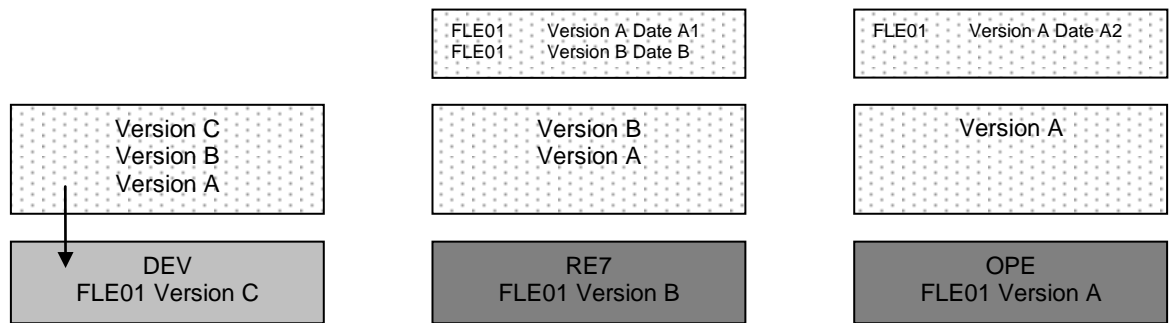 FLE01 Version A Date A1
FLE01 Version B Date B
FLE01 Version A Date A2
Version C
Version B
Version A
Version B
Version A
Version A
DEV
FLE01 Version C
RE7
FLE01 Version B
OPE
FLE01 Version A